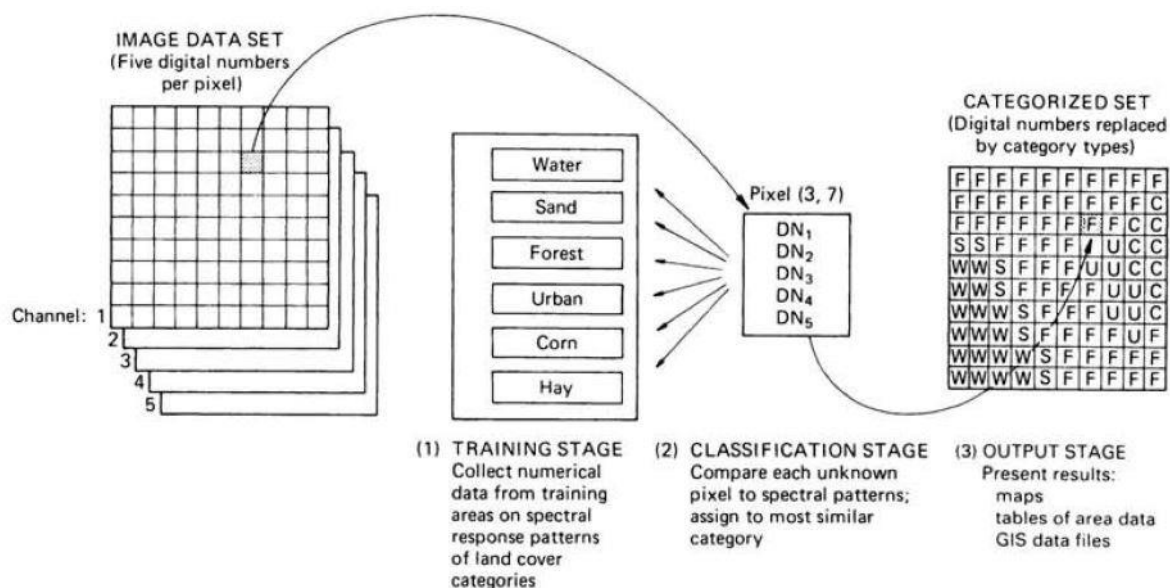 IMAGE DATA SET
(Five digital numbers
per pixel)
Channel: 1
2
3
4
5
Water
Sand
Forest
Urban
Corn
Hay
Pixel (3, 7)
DN1
DN2
DN3
DN4
DN5
CATEGORIZED SET
(Digital numbers replaced
by category types)
F F F F F F F F F F
F F F F F F F F F C
F F F F F F F F C C
S S F F F F U C C
W W S F F F U U C C
W W S F F F F U U C
W W W S F F F U U C
W W W S F F F F U F
W W W W S F F F F F
W W W W S F F F F F
(1) TRAINING STAGE
Collect numerical
data from training
areas on spectral
response patterns
of land cover
categories
(2) CLASSIFICATION STAGE
Compare each unknown
pixel to spectral patterns;
assign to most similar
category
(3) OUTPUT STAGE
Present results:
maps
tables of area data
GIS data files